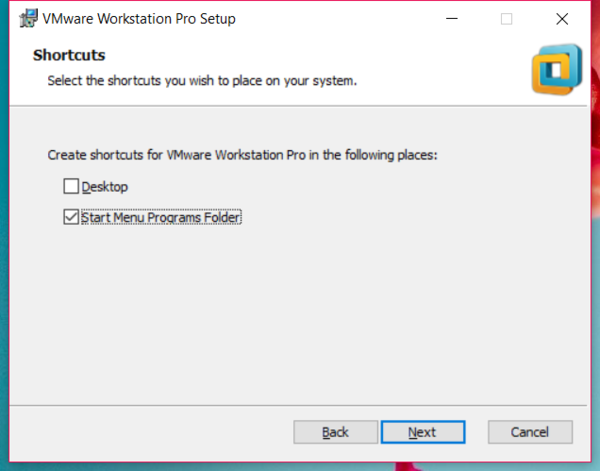 VMware Workstation Pro Setup
Shortcuts
Select the shortcuts you wish to place on your system.
Create shortcuts for VMware Workstation Pro in the following places:
Desktop
Start Menu Programs Folder
Back Next Cancel